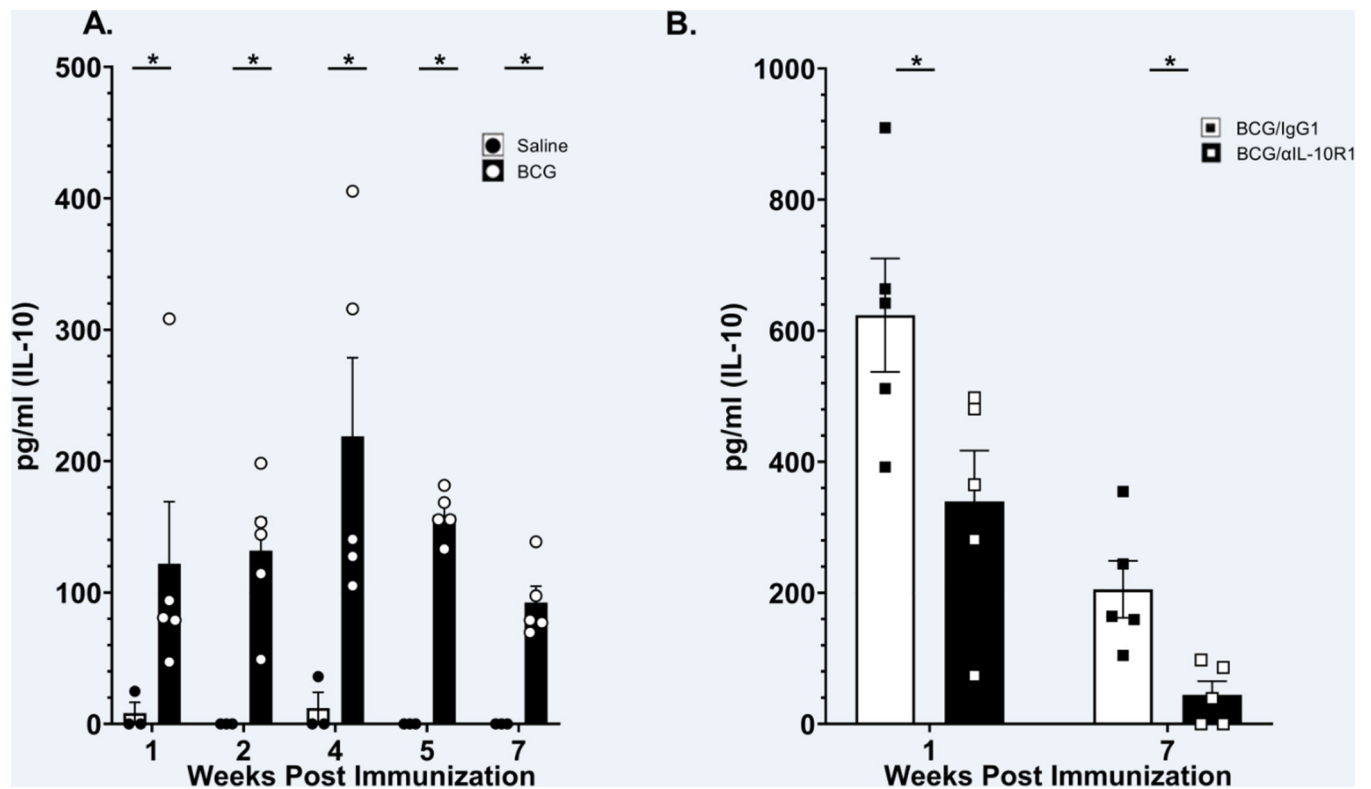 A.
* * * * *
500
400
300
200
100
0
pg/ml (IL-10)
Saline
BCG
1 2 4 5 7
Weeks Post Immunization
B.
* *
1000
800
600
400
200
0
pg/ml (IL-10)
BCG/IgG1
BCG/αIL-10R1
1 7
Weeks Post Immunization